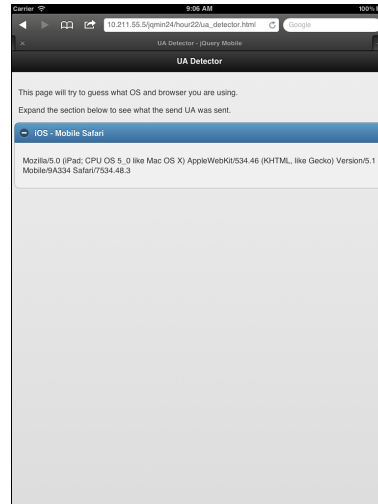 Carrier 9:06 AM 100%
10.211.55.5/jqmin24/hour22/ua_detector.html Google
UA Detector - jQuery Mobile
UA Detector
This page will try to guess what OS and browser you are using.
Expand the section below to see what the send UA was sent.
iOS - Mobile Safari
Mozilla/5.0 (iPad; CPU OS 5_0 like Mac OS X) AppleWebKit/534.46 (KHTML, like Gecko) Version/5.1
Mobile/9A334 Safari/7534.48.3